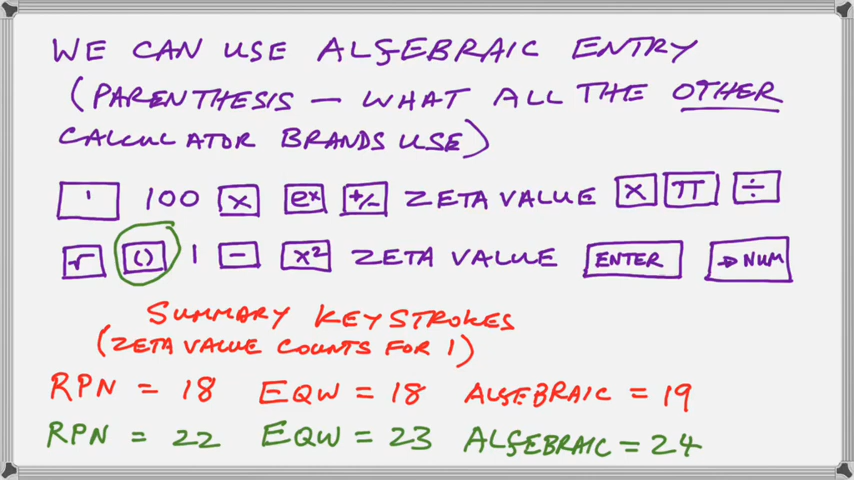 WE CAN USE ALGEBRAIC ENTRY
(PARENTHESIS — WHAT ALL THE OTHER
CALCULATOR BRANDS USE)
' 100 × eˣ +/- ZETA VALUE × π ÷
√ () 1 - x² ZETA VALUE ENTER →NUM
SUMMARY KEYSTROKES
(ZETA VALUE COUNTS FOR 1)
RPN = 18 EQW = 18 ALGEBRAIC = 19
RPN = 22 EQW = 23 ALGEBRAIC = 24